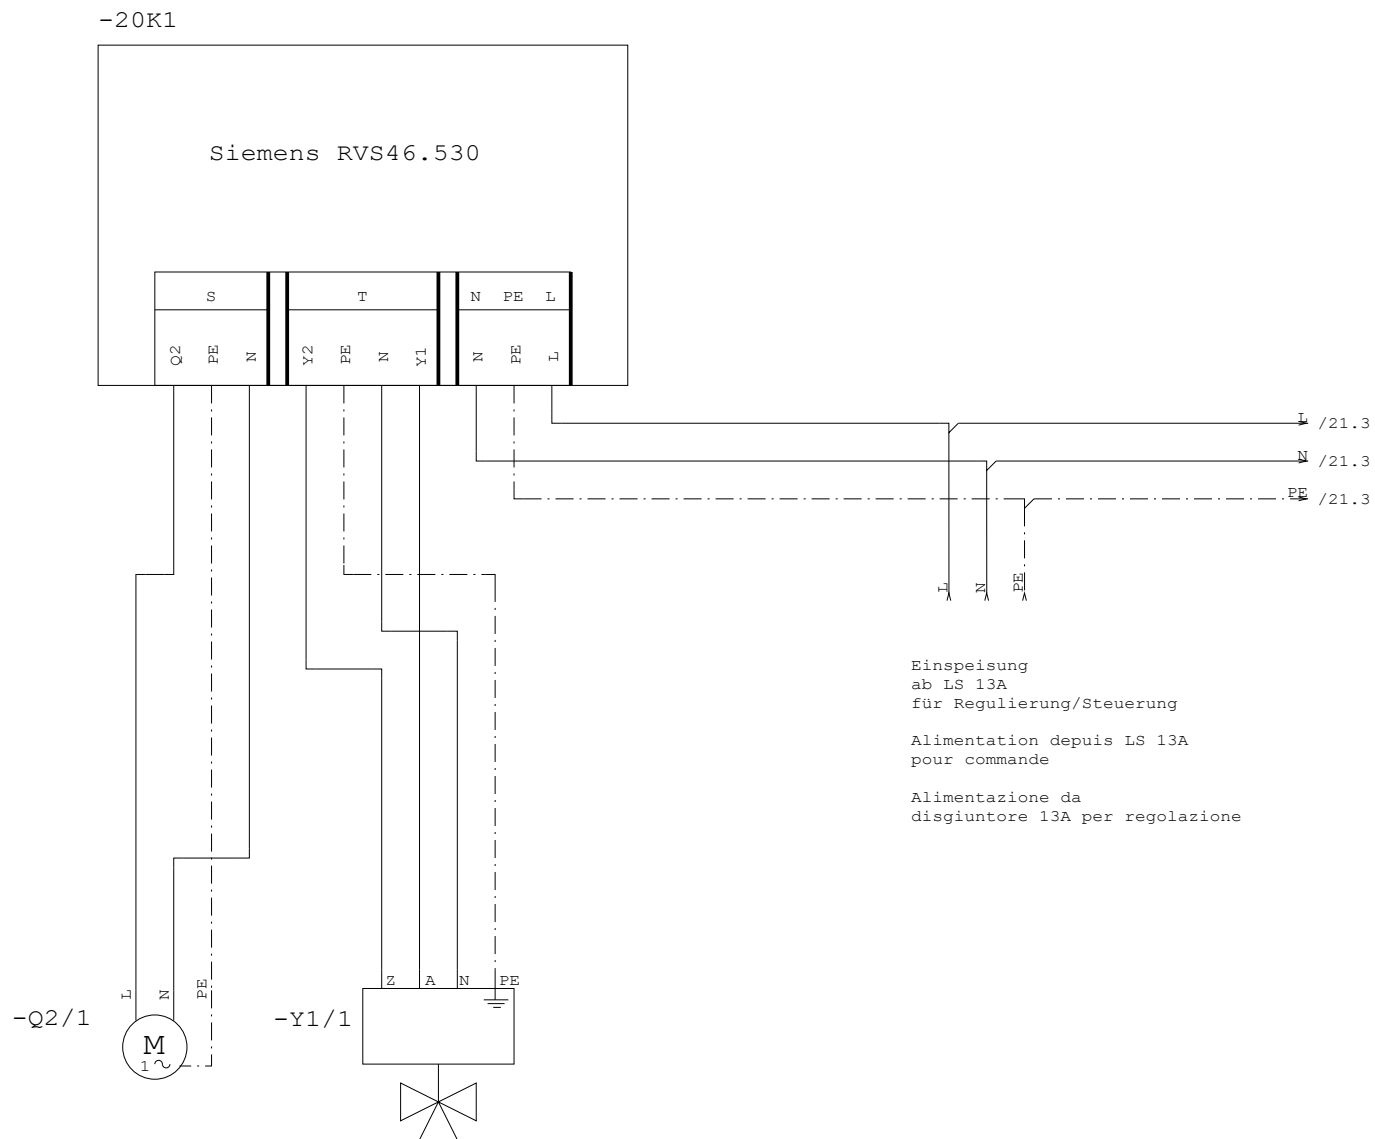 -20K1
Siemens RVS46.530
S T N PE L
Q2 PE N Y2 PE N Y1 N PE L
L /21.3
N /21.3
PE /21.3
L N PE
Einspeisung
ab LS 13A
für Regulierung/Steuerung
Alimentation depuis LS 13A
pour commande
Alimentazione da
disgiuntore 13A per regolazione
Z A N PE
L N PE
-Q2/1
M
1~
-Y1/1